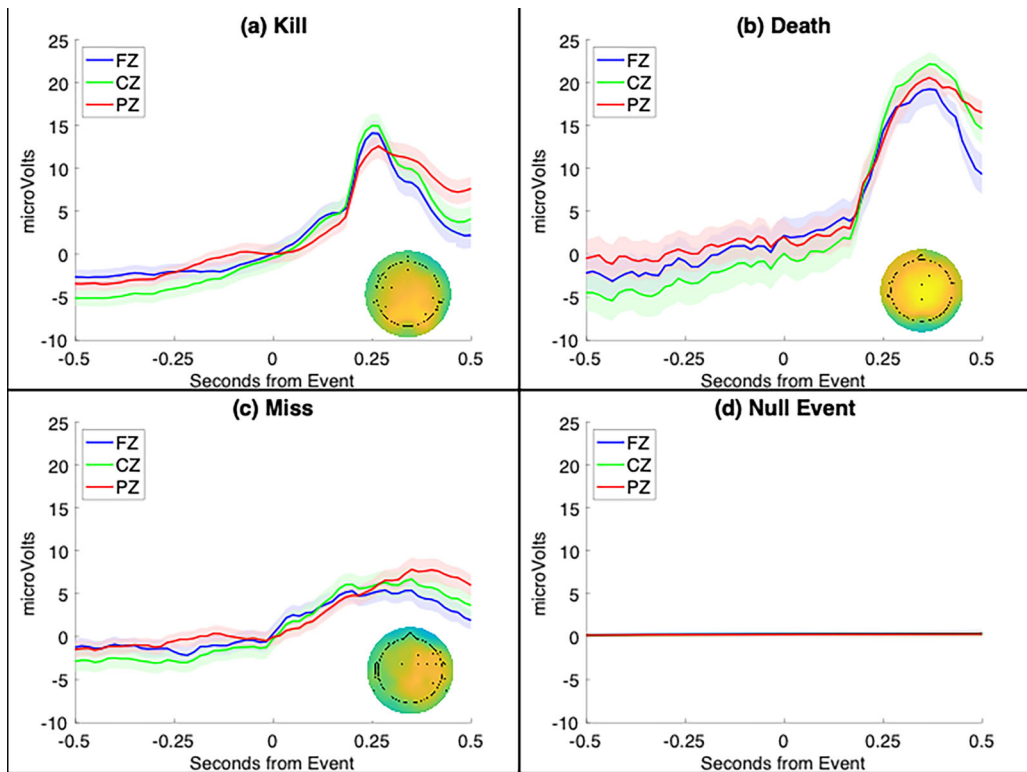 (a) Kill
25
20
15
10
5
0
-5
-10
microVolts
FZ
CZ
PZ
-0.5
-0.25
0
0.25
0.5
Seconds from Event
(b) Death
25
20
15
10
5
0
-5
-10
microVolts
FZ
CZ
PZ
-0.5
-0.25
0
0.25
0.5
Seconds from Event
(c) Miss
25
20
15
10
5
0
-5
-10
microVolts
FZ
CZ
PZ
-0.5
-0.25
0
0.25
0.5
Seconds from Event
(d) Null Event
25
20
15
10
5
0
-5
-10
microVolts
FZ
CZ
PZ
-0.5
-0.25
0
0.25
0.5
Seconds from Event